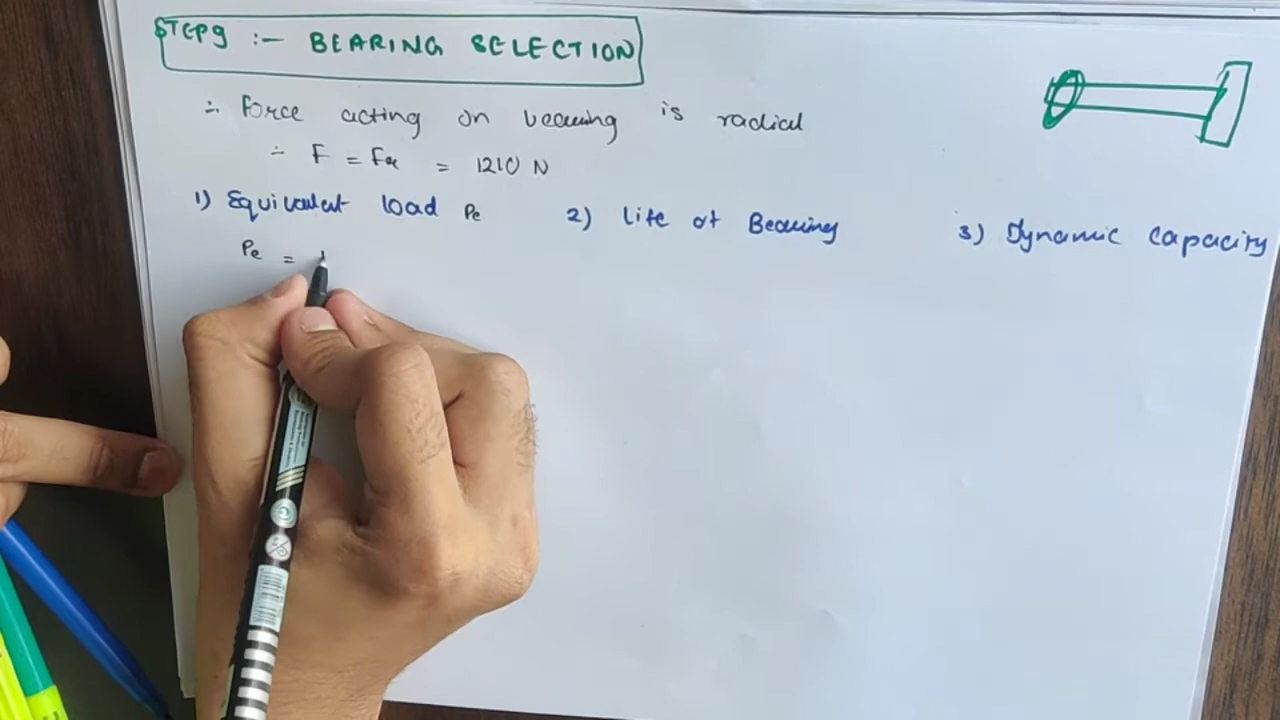 STEP9 :- BEARING SELECTION
∴ Force acting on bearing is radial
∴ F = Fr = 1210 N
1) Equivalent load Pe
2) Life of Bearing
3) Dynamic capacity
Pe =